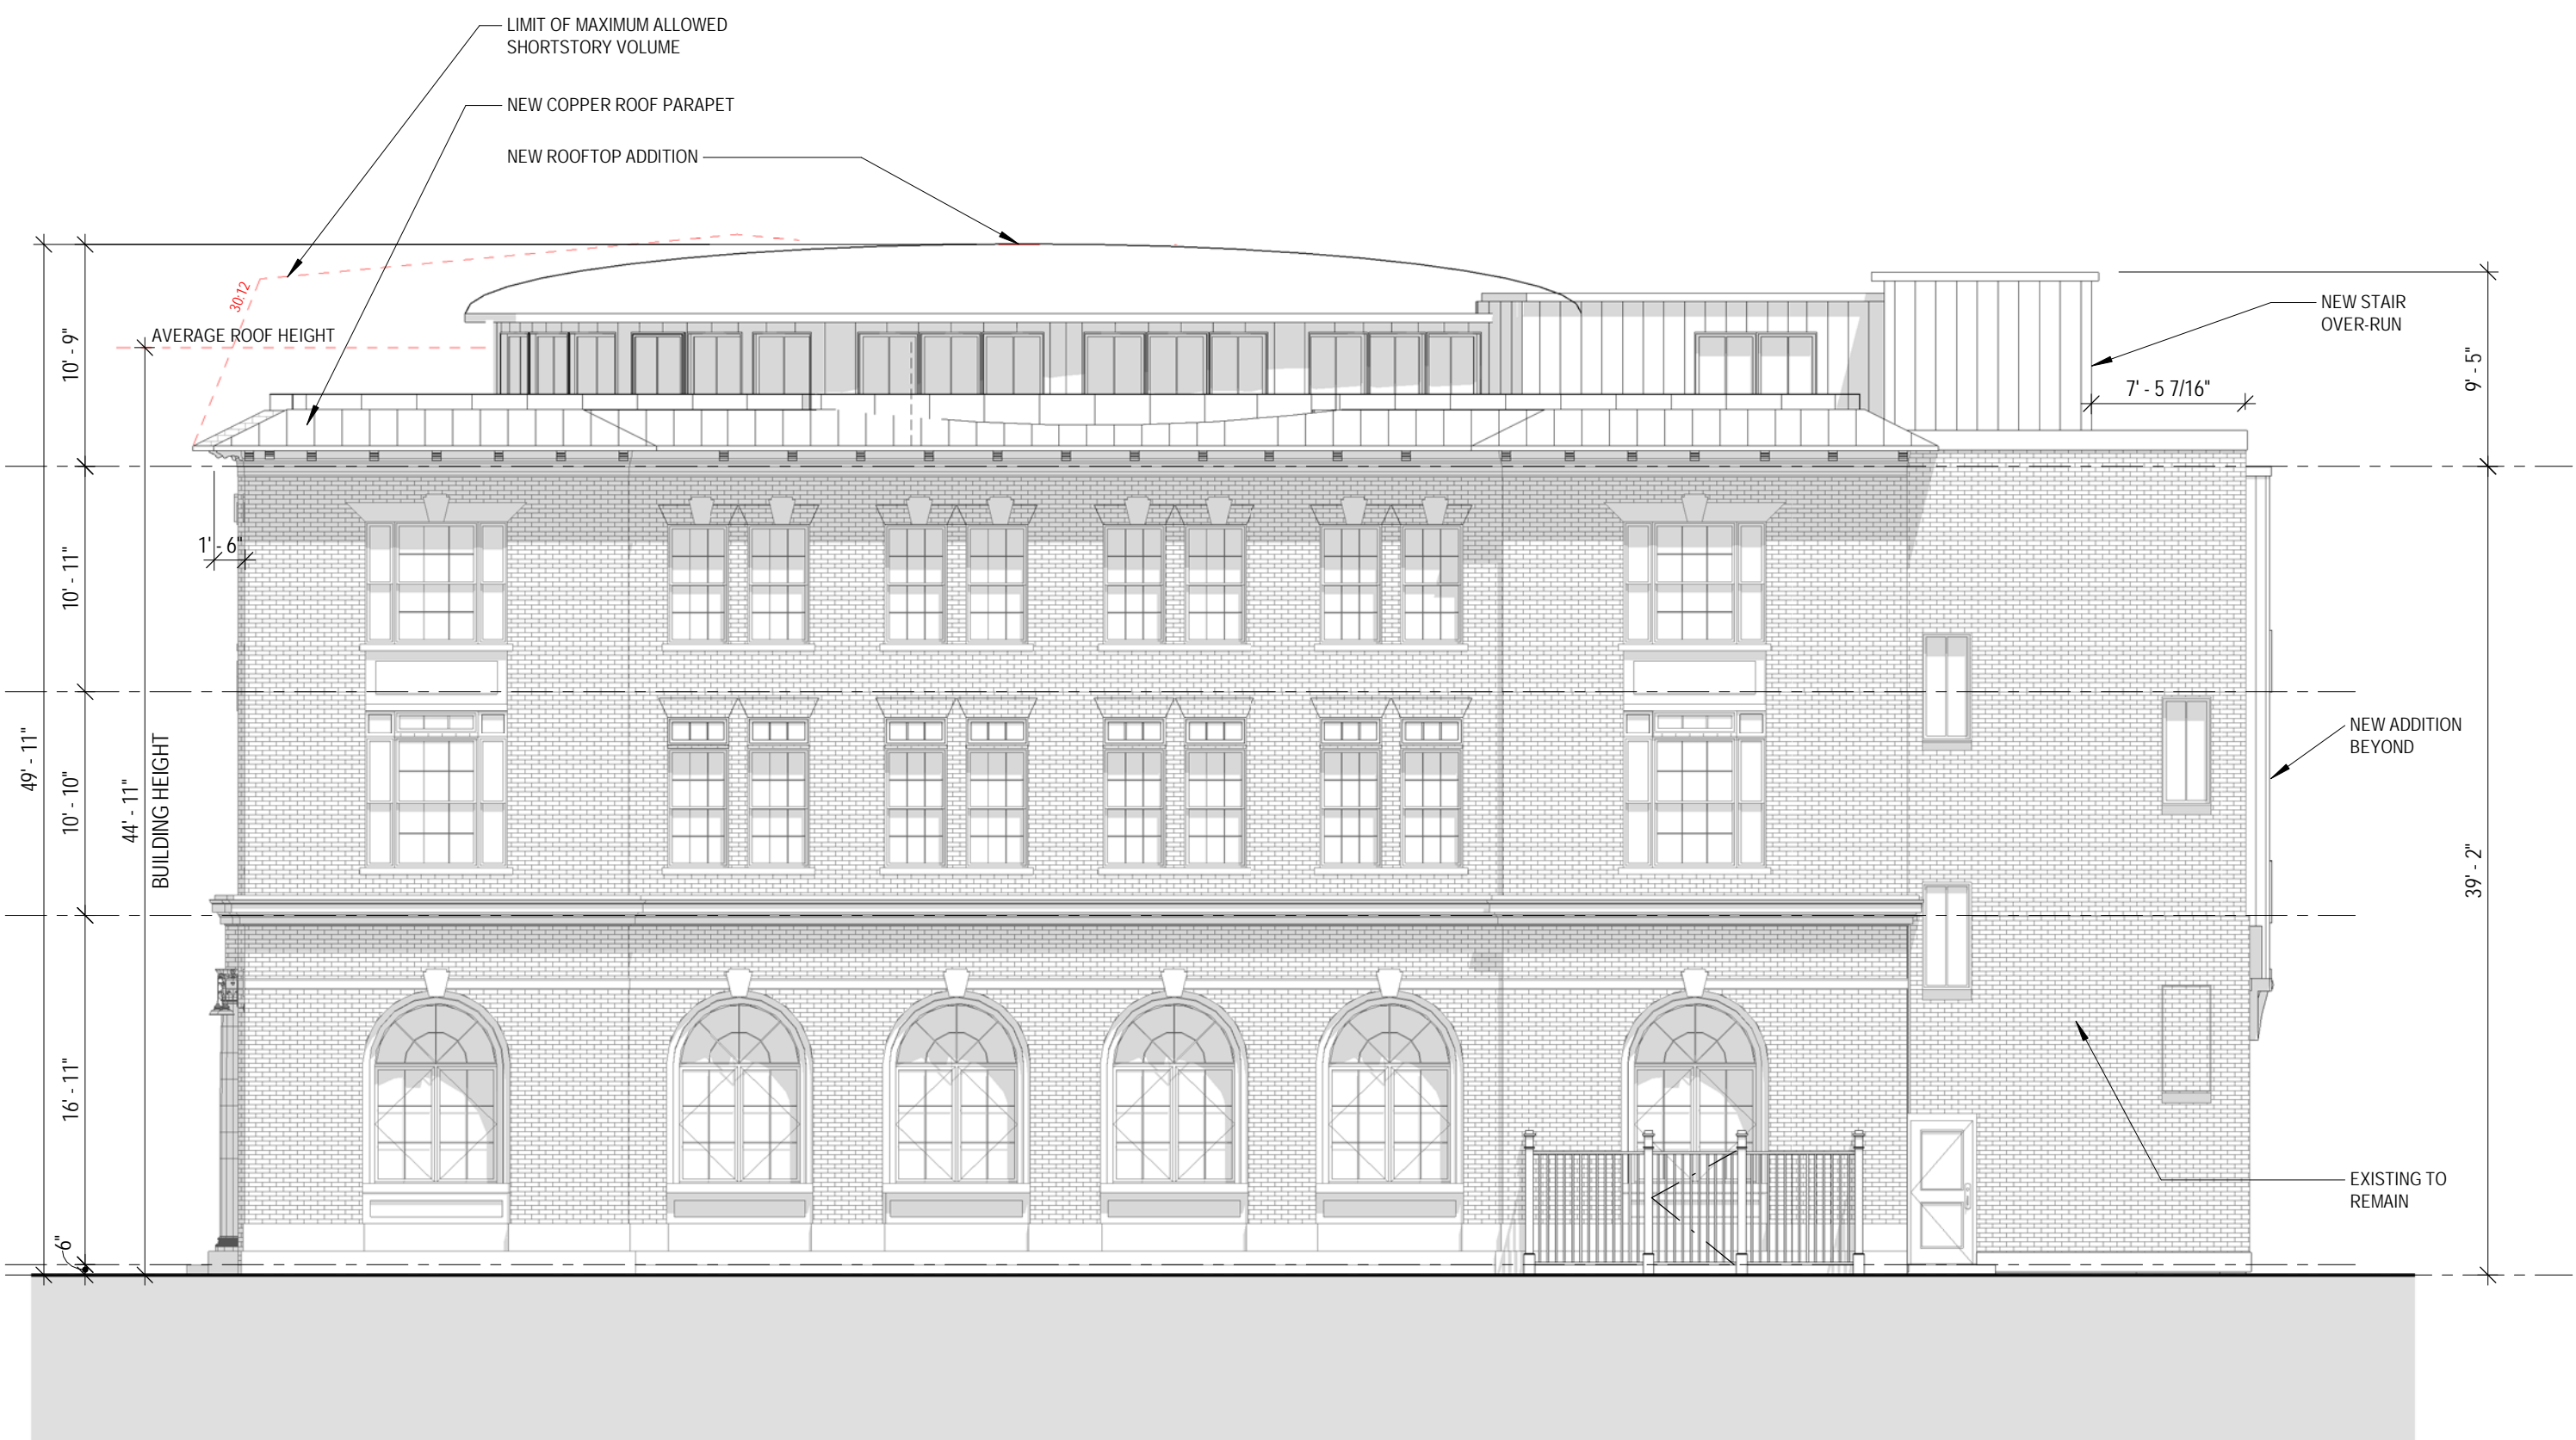 LIMIT OF MAXIMUM ALLOWED
SHORTSTORY VOLUME
NEW COPPER ROOF PARAPET
NEW ROOFTOP ADDITION
30:12
AVERAGE ROOF HEIGHT
10' - 9"
NEW STAIR
OVER-RUN
9' - 5"
7' - 5 7/16"
1' - 6"
10' - 11"
49' - 11"
10' - 10"
44' - 11"
BUILDING HEIGHT
NEW ADDITION
BEYOND
39' - 2"
16' - 11"
EXISTING TO
REMAIN
6"